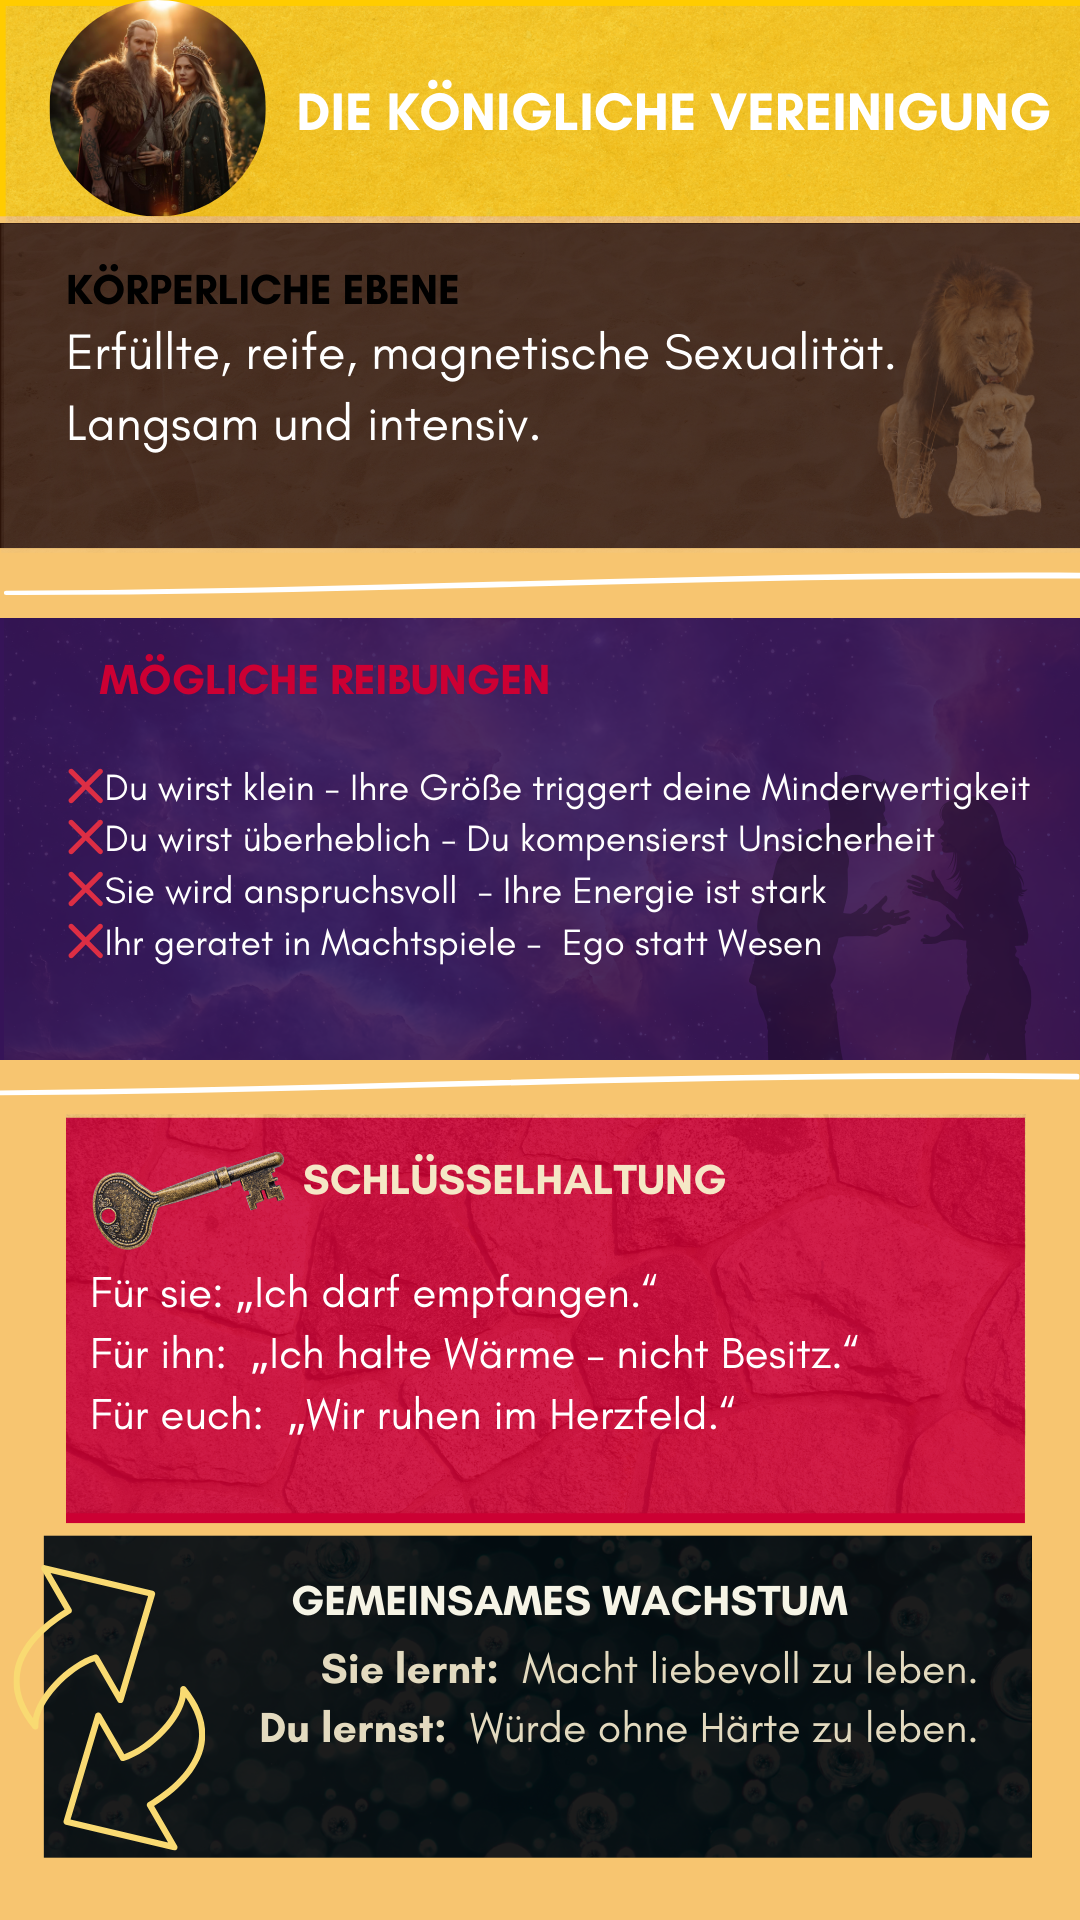 DIE KÖNIGLICHE VEREINIGUNG
KÖRPERLICHE EBENE
Erfüllte, reife, magnetische Sexualität.
Langsam und intensiv.
MÖGLICHE REIBUNGEN
❌Du wirst klein – Ihre Größe triggert deine Minderwertigkeit
❌Du wirst überheblich – Du kompensierst Unsicherheit
❌Sie wird anspruchsvoll – Ihre Energie ist stark
❌Ihr geratet in Machtspiele – Ego statt Wesen
SCHLÜSSELHALTUNG
Für sie: „Ich darf empfangen.“
Für ihn: „Ich halte Wärme – nicht Besitz.“
Für euch: „Wir ruhen im Herzfeld.“
GEMEINSAMES WACHSTUM
Sie lernt: Macht liebevoll zu leben.
Du lernst: Würde ohne Härte zu leben.